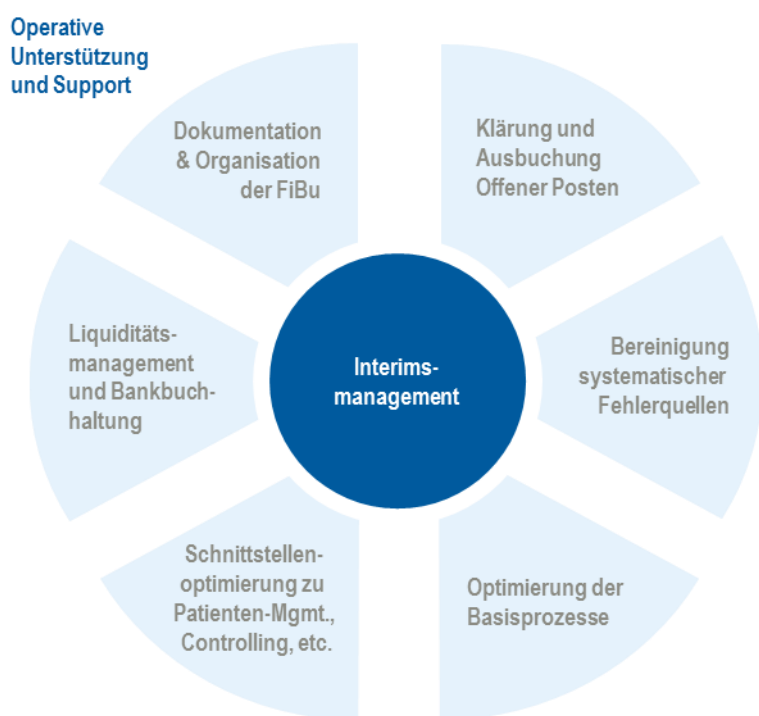 Operative
Unterstützung
und Support
Dokumentation
& Organisation
der FiBu
Klärung und
Ausbuchung
Offener Posten
Liquiditäts-
management
und Bankbuch-
haltung
Interims-
management
Bereinigung
systematischer
Fehlerquellen
Schnittstellen-
optimierung zu
Patienten-Mgmt.,
Controlling, etc.
Optimierung der
Basisprozesse